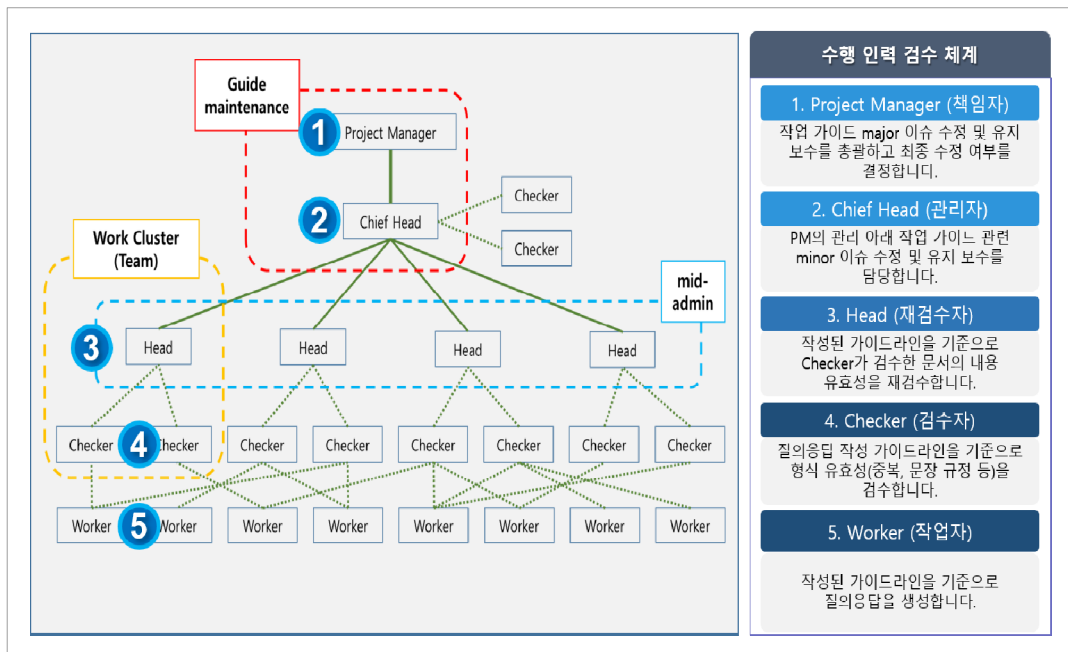 Guide
maintenance
1
Project Manager
2
Chief Head
Checker
Checker
Work Cluster
(Team)
mid-
admin
3
Head
Head
Head
Head
Checker
4
Checker
Checker
Checker
Checker
Checker
Checker
Checker
Worker
5
Worker
Worker
Worker
Worker
Worker
Worker
Worker
수행 인력 검수 체계
1. Project Manager (책임자)
작업 가이드 major 이슈 수정 및 유지
보수를 총괄하고 최종 수정 여부를
결정합니다.
2. Chief Head (관리자)
PM의 관리 아래 작업 가이드 관련
minor 이슈 수정 및 유지 보수를
담당합니다.
3. Head (재검수자)
작성된 가이드라인을 기준으로
Checker가 검수한 문서의 내용
유효성을 재검수합니다.
4. Checker (검수자)
질의응답 작성 가이드라인을 기준으로
형식 유효성(중복, 문장 규정 등)을
검수합니다.
5. Worker (작업자)
작성된 가이드라인을 기준으로
질의응답을 생성합니다.